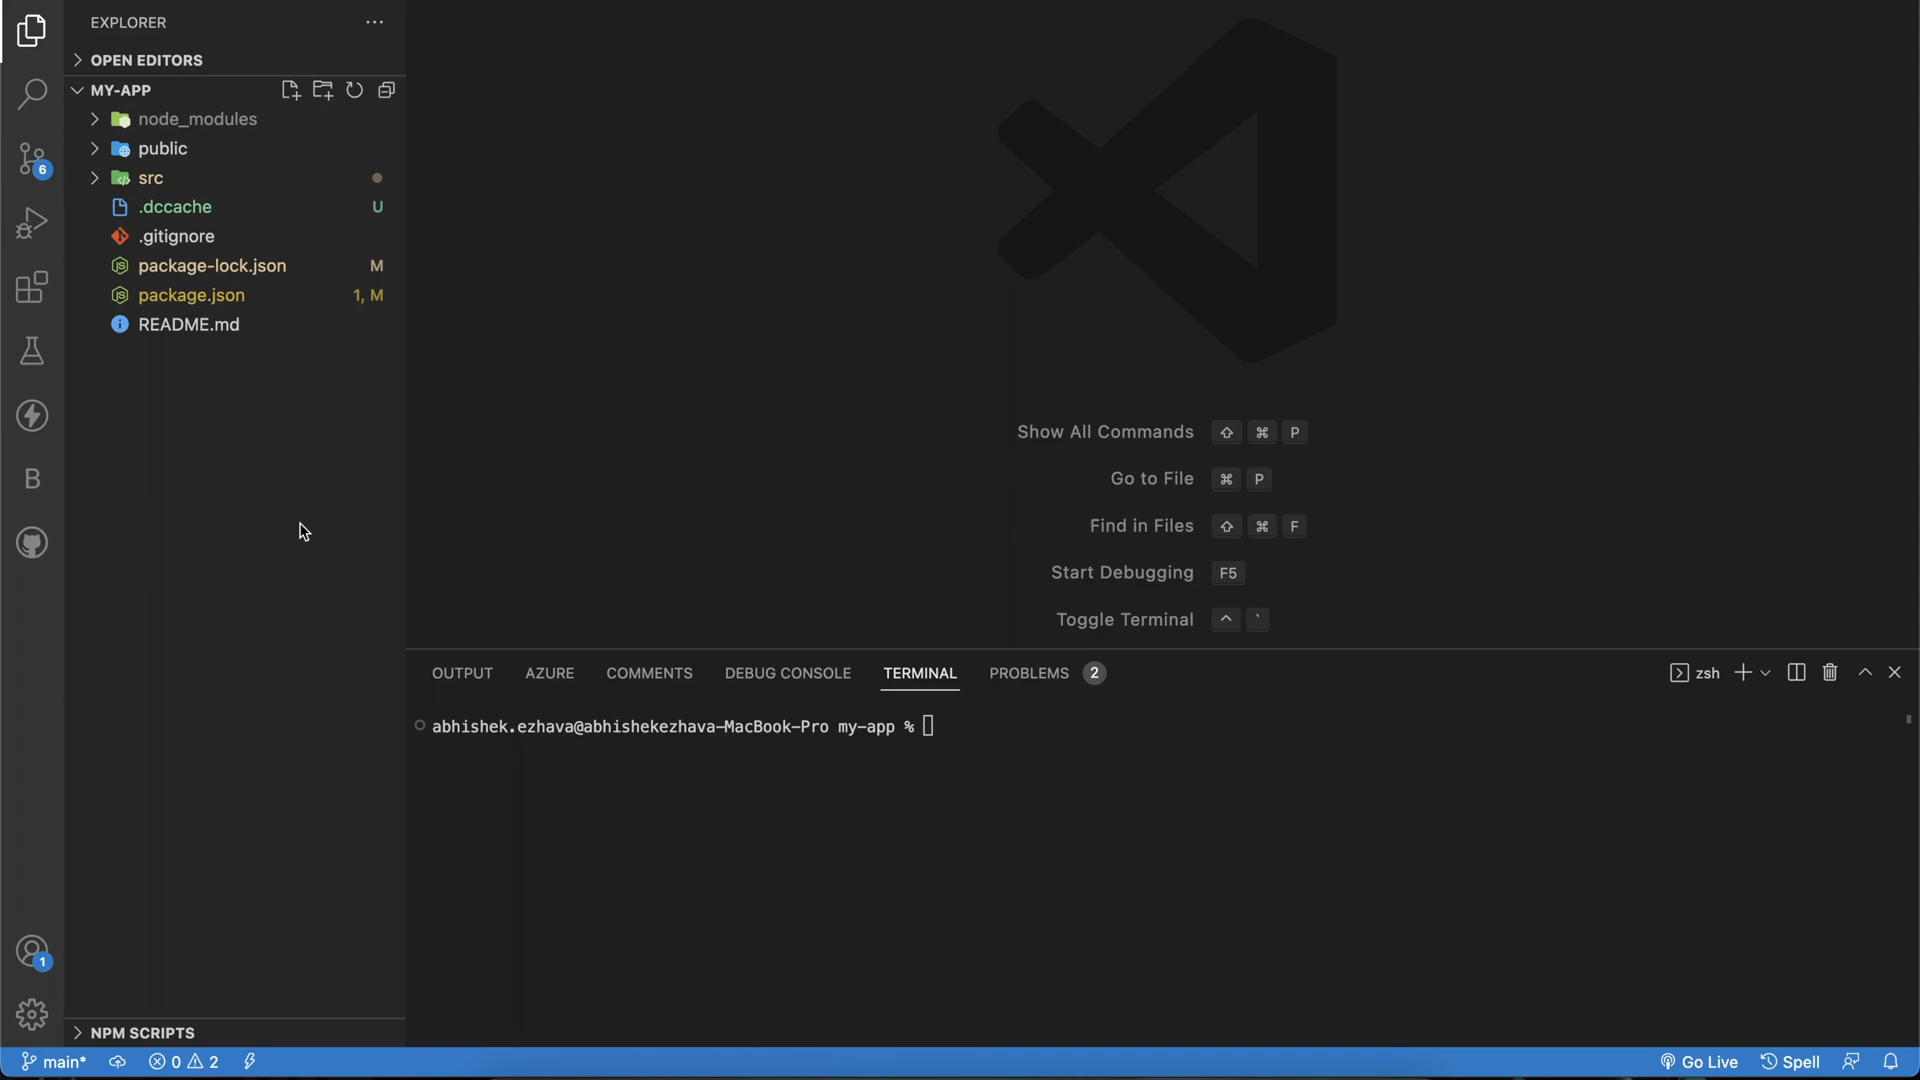 EXPLORER
OPEN EDITORS
MY-APP
node_modules
public
src
.dccache U
.gitignore
package-lock.json M
package.json 1, M
README.md
6
B
1
NPM SCRIPTS
Show All Commands ⇧ ⌘ P
Go to File ⌘ P
Find in Files ⇧ ⌘ F
Start Debugging F5
Toggle Terminal ^ `
OUTPUT AZURE COMMENTS DEBUG CONSOLE TERMINAL PROBLEMS 2 zsh
abhishek.ezhava@abhishekezhava-MacBook-Pro my-app %
main* 0 2 Go Live Spell